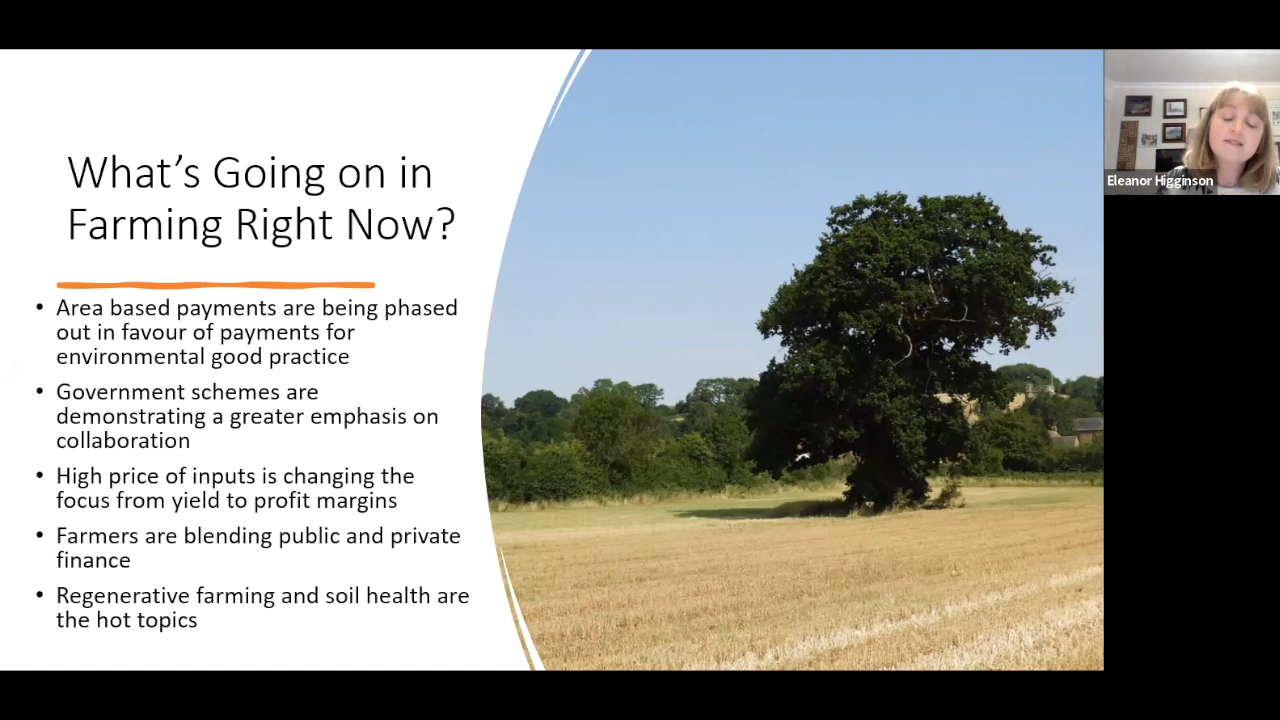 What's Going on in
Farming Right Now?
• Area based payments are being phased
out in favour of payments for
environmental good practice
• Government schemes are
demonstrating a greater emphasis on
collaboration
• High price of inputs is changing the
focus from yield to profit margins
• Farmers are blending public and private
finance
• Regenerative farming and soil health are
the hot topics
Eleanor Higginson